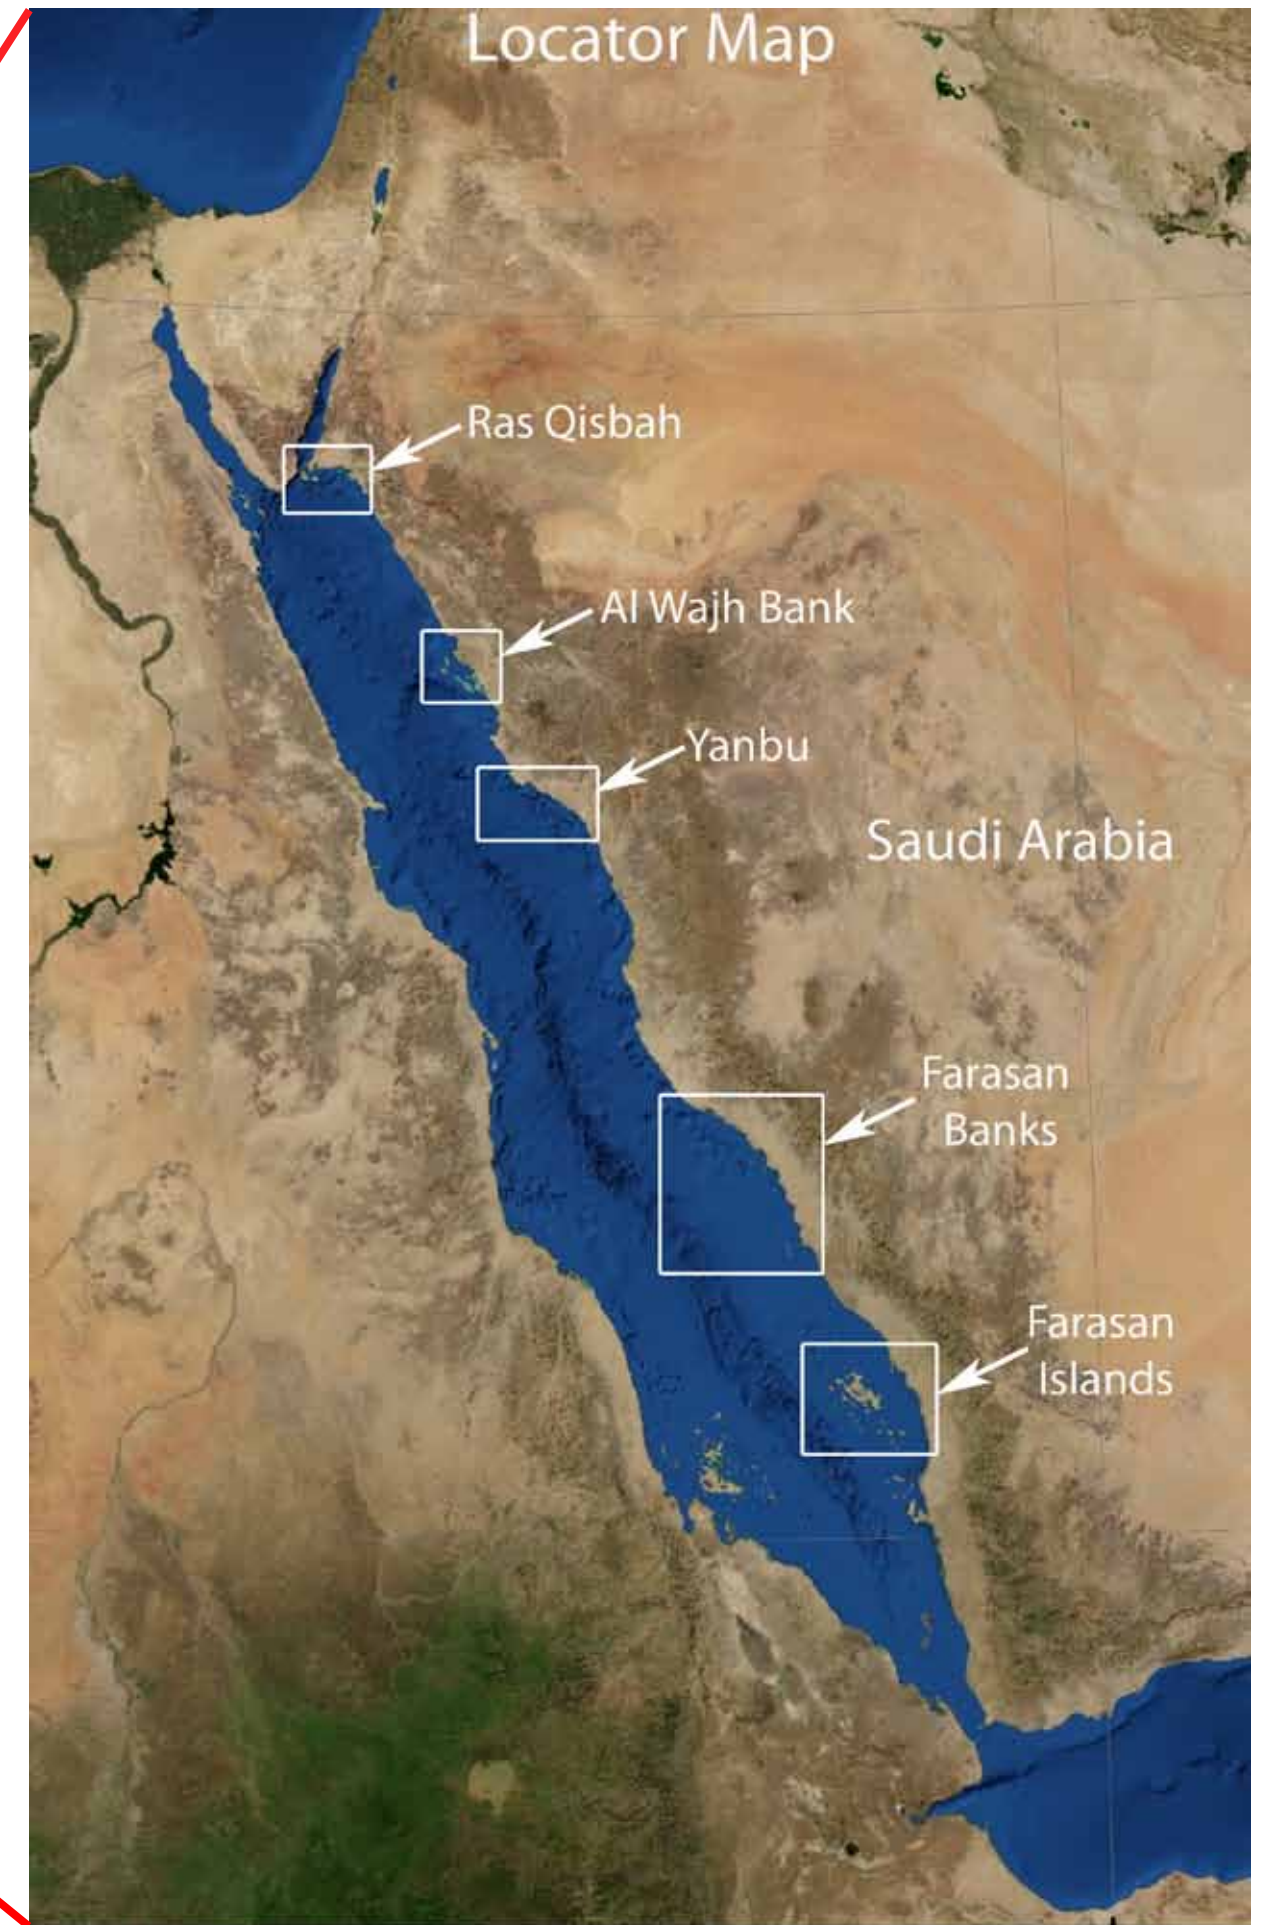 Locator Map
Ras Qisbah
Al Wajh Bank
Yanbu
Saudi Arabia
Farasan
Banks
Farasan
Islands